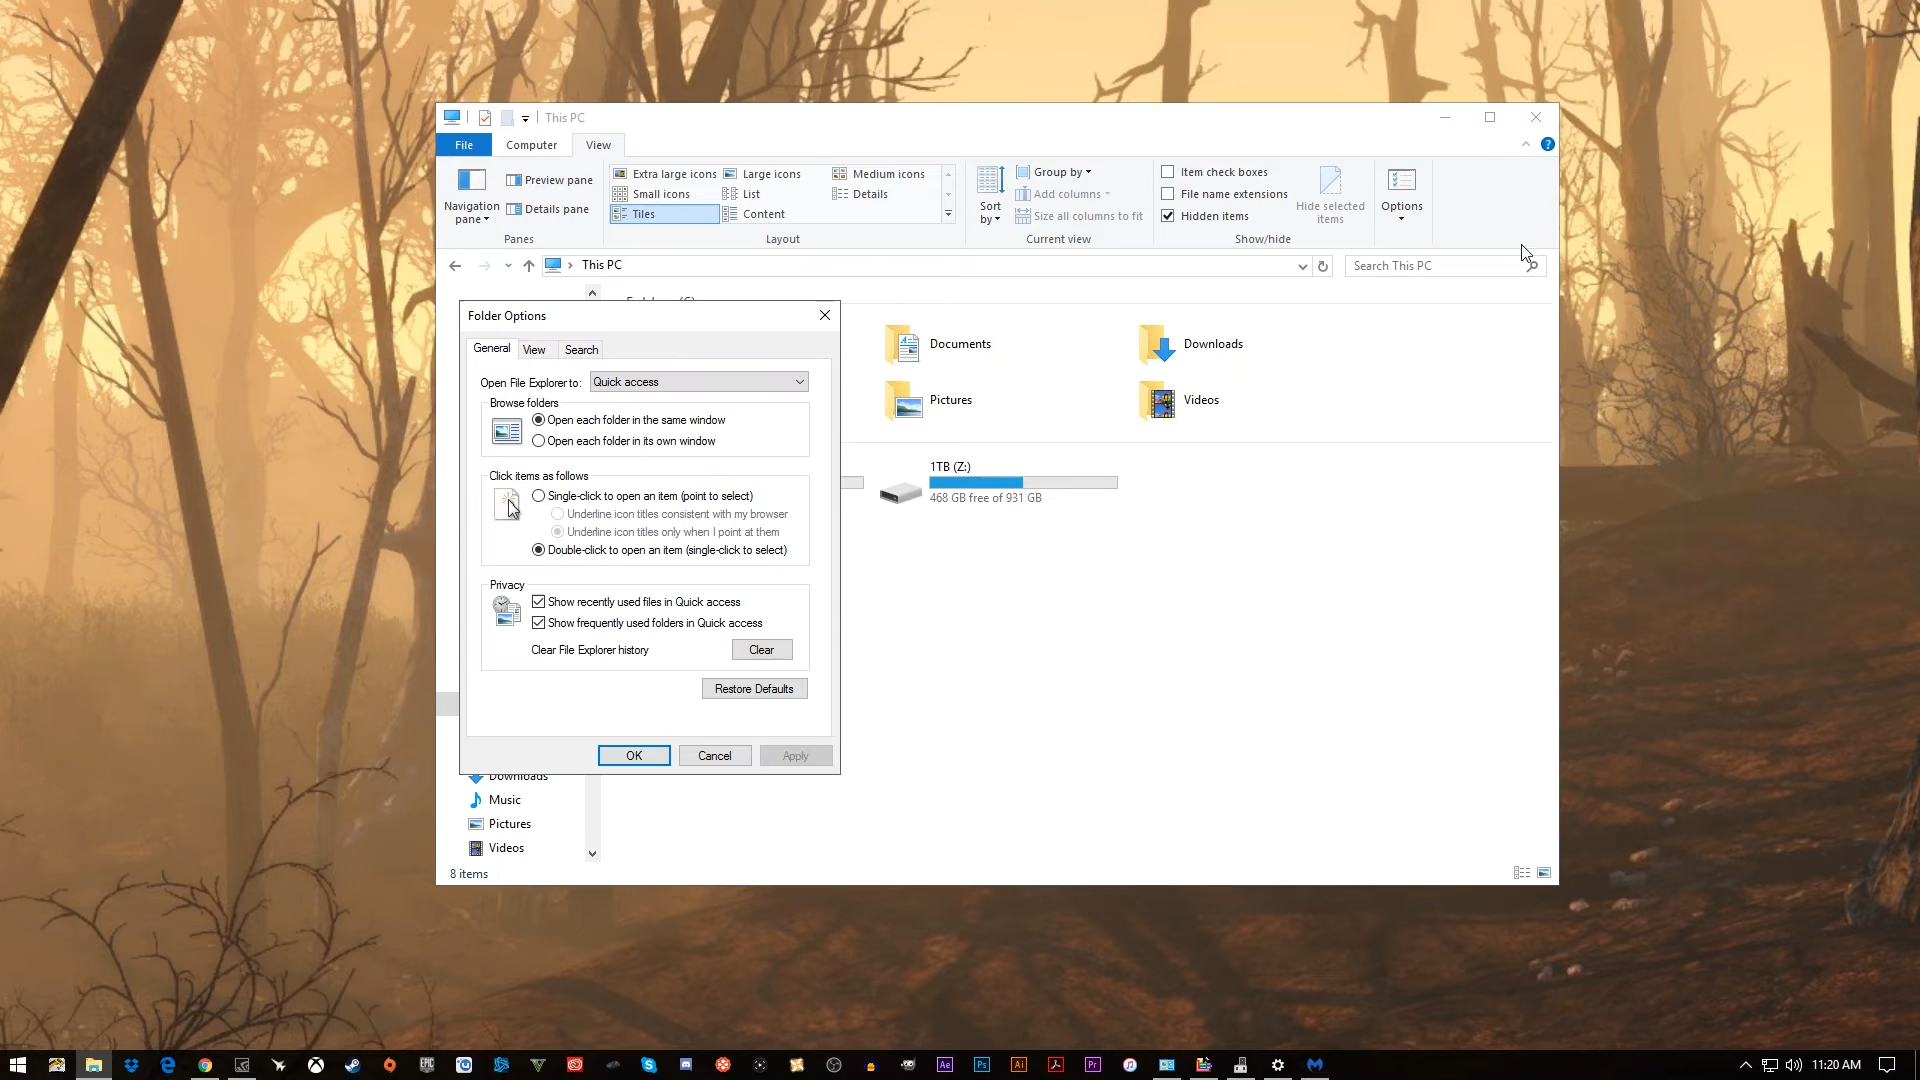 This PC
File
Computer
View
?
Navigation
pane
Preview pane
Details pane
Panes
Extra large icons
Large icons
Medium icons
Small icons
List
Details
Tiles
Content
Layout
Sort
by
Group by
Add columns
Size all columns to fit
Current view
Item check boxes
File name extensions
Hidden items
Hide selected
items
Show/hide
Options
This PC
Search This PC
Folder Options
General
View
Search
Open File Explorer to:
Quick access
Browse folders
Open each folder in the same window
Open each folder in its own window
Click items as follows
Single-click to open an item (point to select)
Underline icon titles consistent with my browser
Underline icon titles only when I point at them
Double-click to open an item (single-click to select)
Privacy
Show recently used files in Quick access
Show frequently used folders in Quick access
Clear File Explorer history
Clear
Restore Defaults
OK
Cancel
Apply
Documents
Downloads
Pictures
Videos
1TB (Z:)
468 GB free of 931 GB
Downloads
Music
Pictures
Videos
8 items
EPIC
Ae
Ps
Ai
Pr
11:20 AM